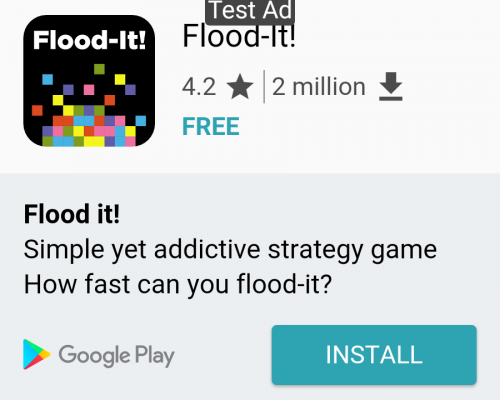 Test Ad
Flood-It!
Flood-It!
4.2 2 million
FREE
Flood it!
Simple yet addictive strategy game
How fast can you flood-it?
Google Play
INSTALL